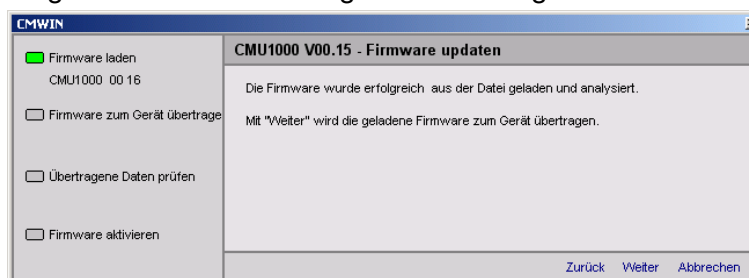 CMWIN
Firmware laden
CMU1000 00 16
Firmware zum Gerät übertrage
Übertragene Daten prüfen
Firmware aktivieren
CMU1000 V00.15 - Firmware updaten
Die Firmware wurde erfolgreich aus der Datei geladen und analysiert.
Mit "Weiter" wird die geladene Firmware zum Gerät übertragen.
Zurück Weiter Abbrechen